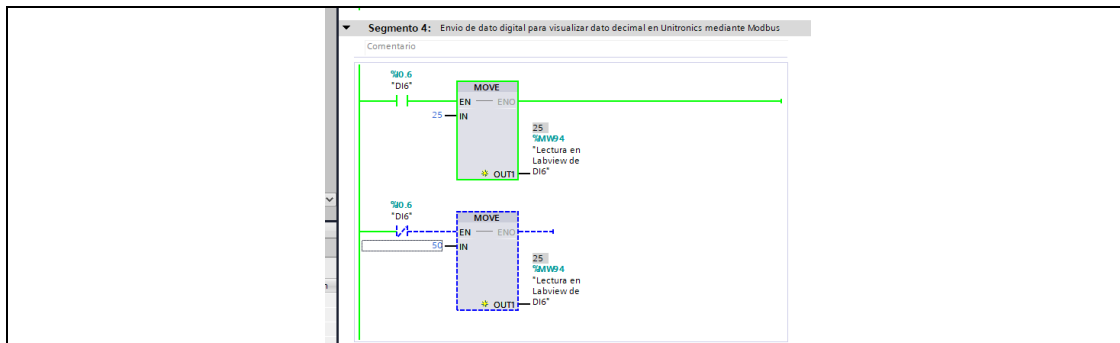 Segmento 4: Envio de dato digital para visualizar dato decimal en Unitronics mediante Modbus
Comentario
%I0.6
"DI6"
MOVE
EN ENO
25 IN
25
%MW94
"Lectura en
Labview de
OUT1 DI6"
%I0.6
"DI6"
MOVE
EN ENO
50 IN
25
%MW94
"Lectura en
Labview de
OUT1 DI6"